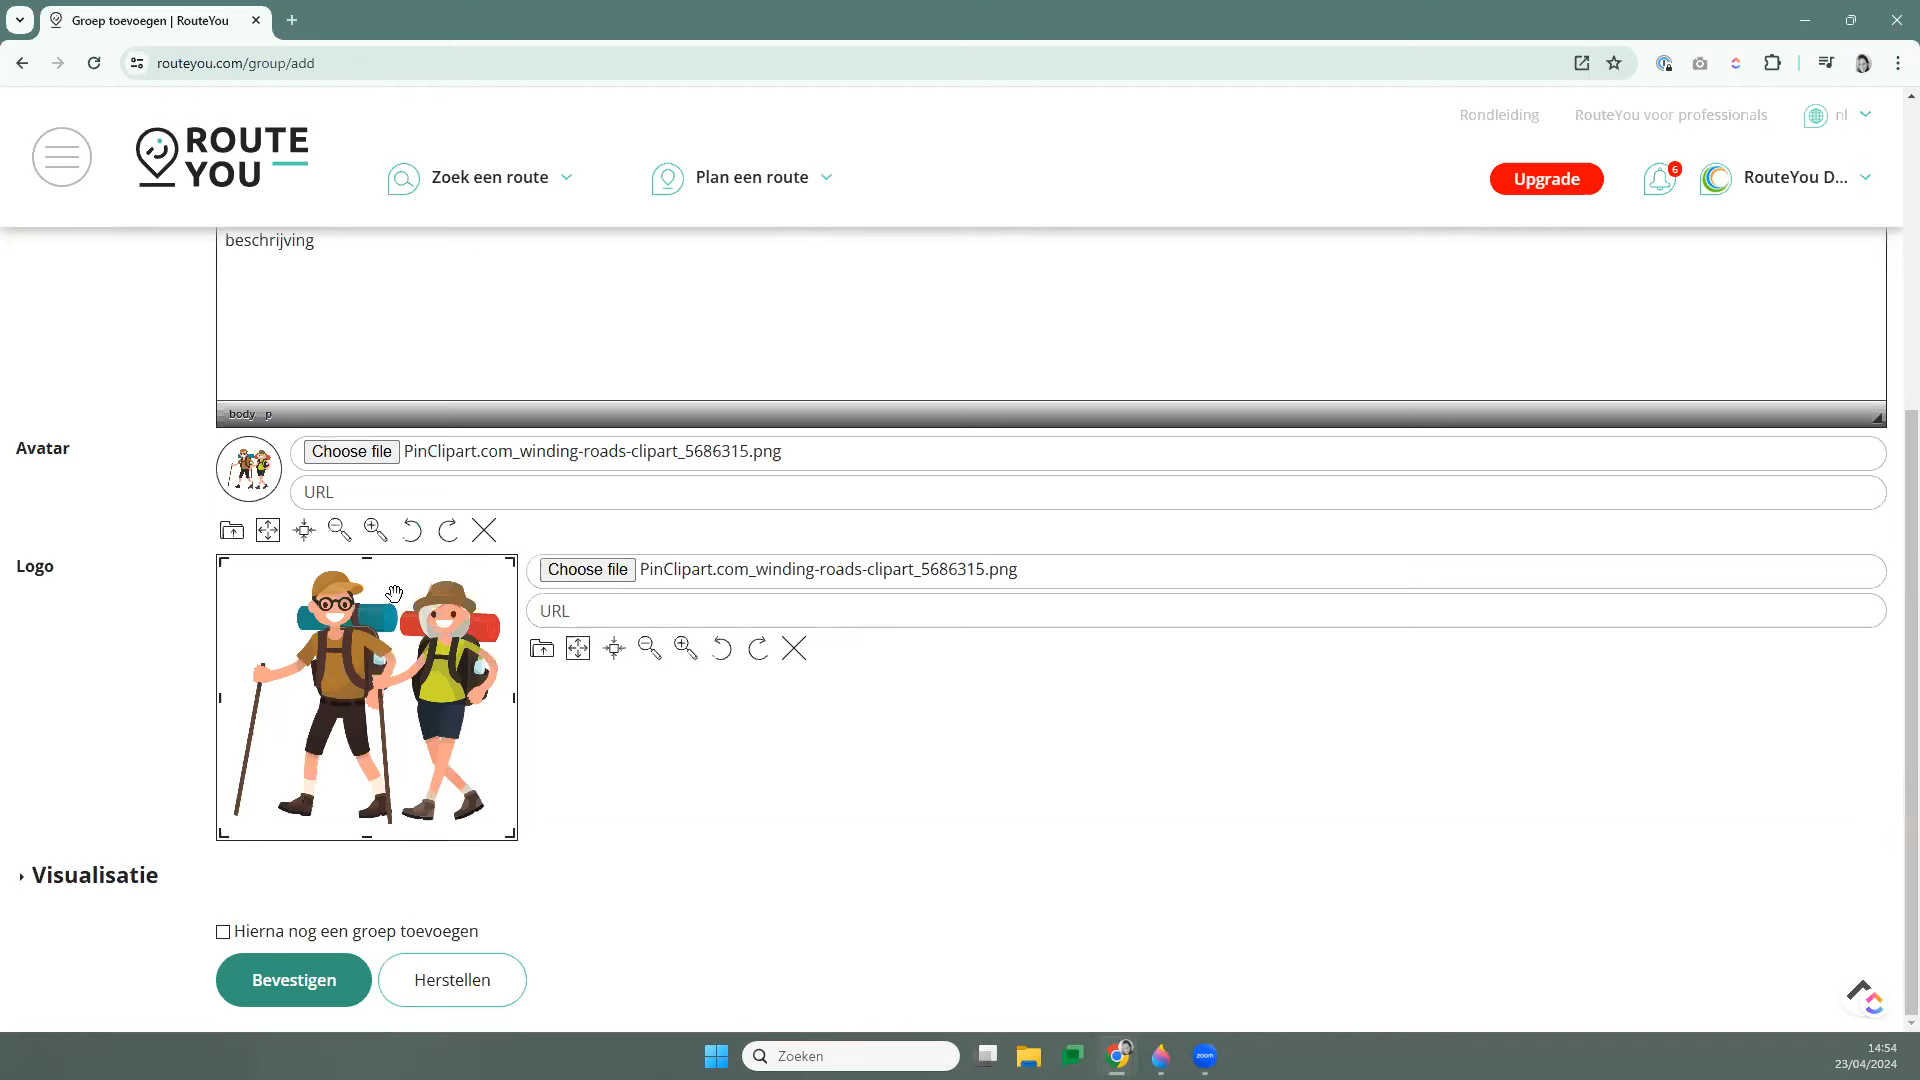 Groep toevoegen | RouteYou
routeyou.com/group/add
Rondleiding
RouteYou voor professionals
nl
ROUTE
YOU
Zoek een route
Plan een route
Upgrade
6
RouteYou D...
beschrijving
body p
Avatar
Choose file PinClipart.com_winding-roads-clipart_5686315.png
URL
Logo
Choose file PinClipart.com_winding-roads-clipart_5686315.png
URL
Visualisatie
Hierna nog een groep toevoegen
Bevestigen
Herstellen
Zoeken
zoom
14:54
23/04/2024